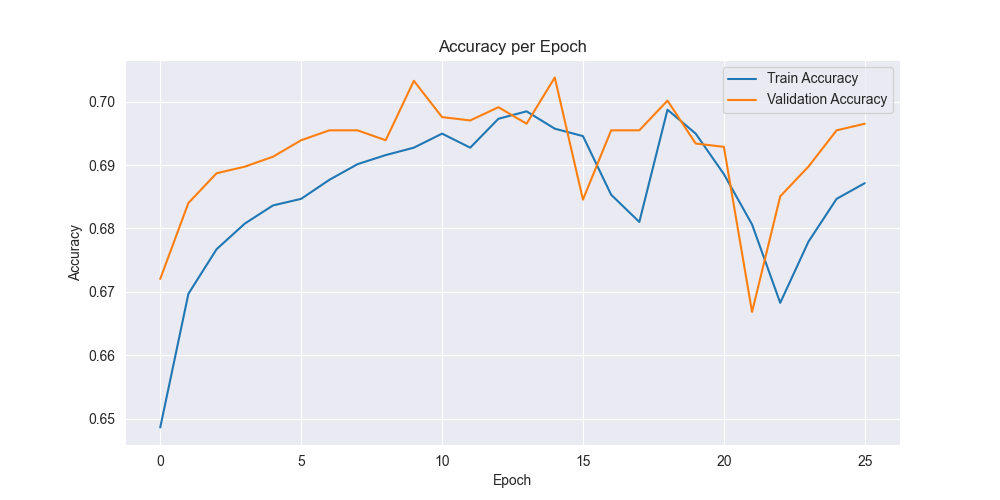 Accuracy per Epoch
Train Accuracy
Validation Accuracy
Accuracy
0.70
0.69
0.68
0.67
0.66
0.65
0 5 10 15 20 25
Epoch